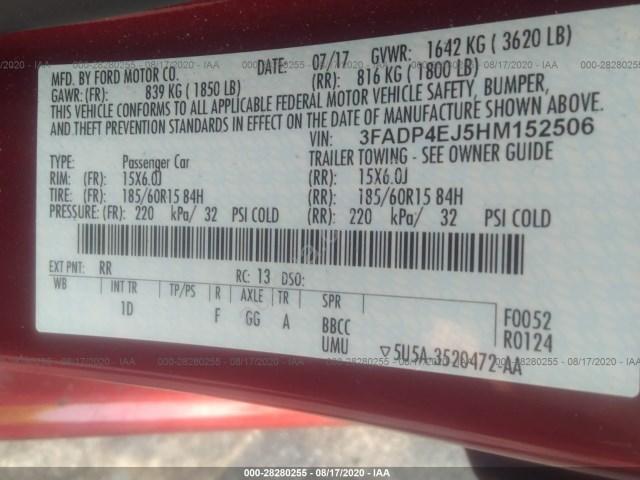 MFD. BY FORD MOTOR CO. DATE: 07/17 GVWR: 1642 KG ( 3620 LB)
GAWR: (FR): 839 KG ( 1850 LB) (RR): 816 KG ( 1800 LB)
THIS VEHICLE CONFORMS TO ALL APPLICABLE FEDERAL MOTOR VEHICLE SAFETY, BUMPER,
AND THEFT PREVENTION STANDARDS IN EFFECT ON THE DATE OF MANUFACTURE SHOWN ABOVE.
VIN: 3FADP4EJ5HM152506
TYPE: Passenger Car TRAILER TOWING - SEE OWNER GUIDE
RIM: (FR): 15X6.0J (RR): 15X6.0J
TIRE: (FR): 185/60R15 84H (RR): 185/60R15 84H
PRESSURE: (FR): 220 kPa/ 32 PSI COLD (RR): 220 kPa/ 32 PSI COLD
EXT PNT: RR RC: 13 DSO:
WB INT TR TP/PS R AXLE TR SPR
1D F GG A BBCC F0052
UMU R0124
▽5U5A 3520472-AA
000-28280255 - 08/17/2020 - IAA